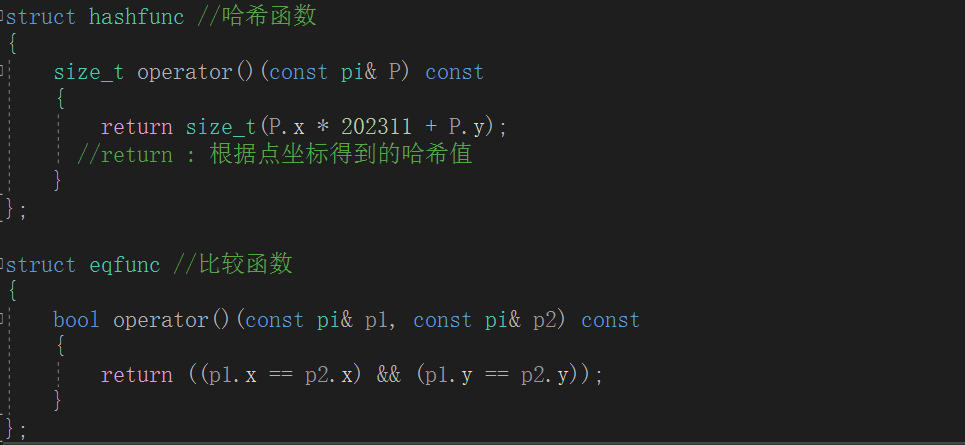 struct hashfunc //哈希函数
{
size_t operator()(const pi& P) const
{
return size_t(P.x * 202311 + P.y);
//return : 根据点坐标得到的哈希值
}
};
struct eqfunc //比较函数
{
bool operator()(const pi& p1, const pi& p2) const
{
return ((p1.x == p2.x) && (p1.y == p2.y));
}
};